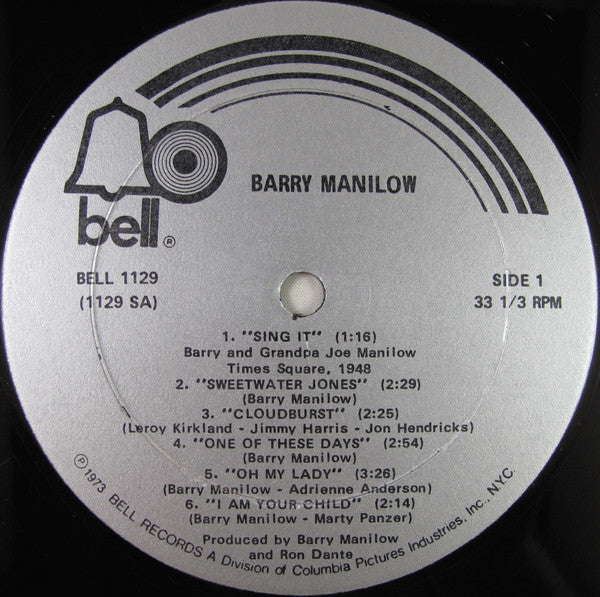 bell®
BARRY MANILOW
BELL 1129
(1129 SA)
SIDE 1
33 1/3 RPM
1. "SING IT" (1:16)
Barry and Grandpa Joe Manilow
Times Square, 1948
2. "SWEETWATER JONES" (2:29)
(Barry Manilow)
3. "CLOUDBURST" (2:25)
(Leroy Kirkland - Jimmy Harris - Jon Hendricks)
4. "ONE OF THESE DAYS" (2:54)
(Barry Manilow)
5. "OH MY LADY" (3:26)
(Barry Manilow - Adrienne Anderson)
6. "I AM YOUR CHILD" (2:14)
(Barry Manilow - Marty Panzer)
Produced by Barry Manilow
and Ron Dante
℗ 1973 BELL RECORDS A Division of Columbia Pictures Industries, Inc., N.Y.C.